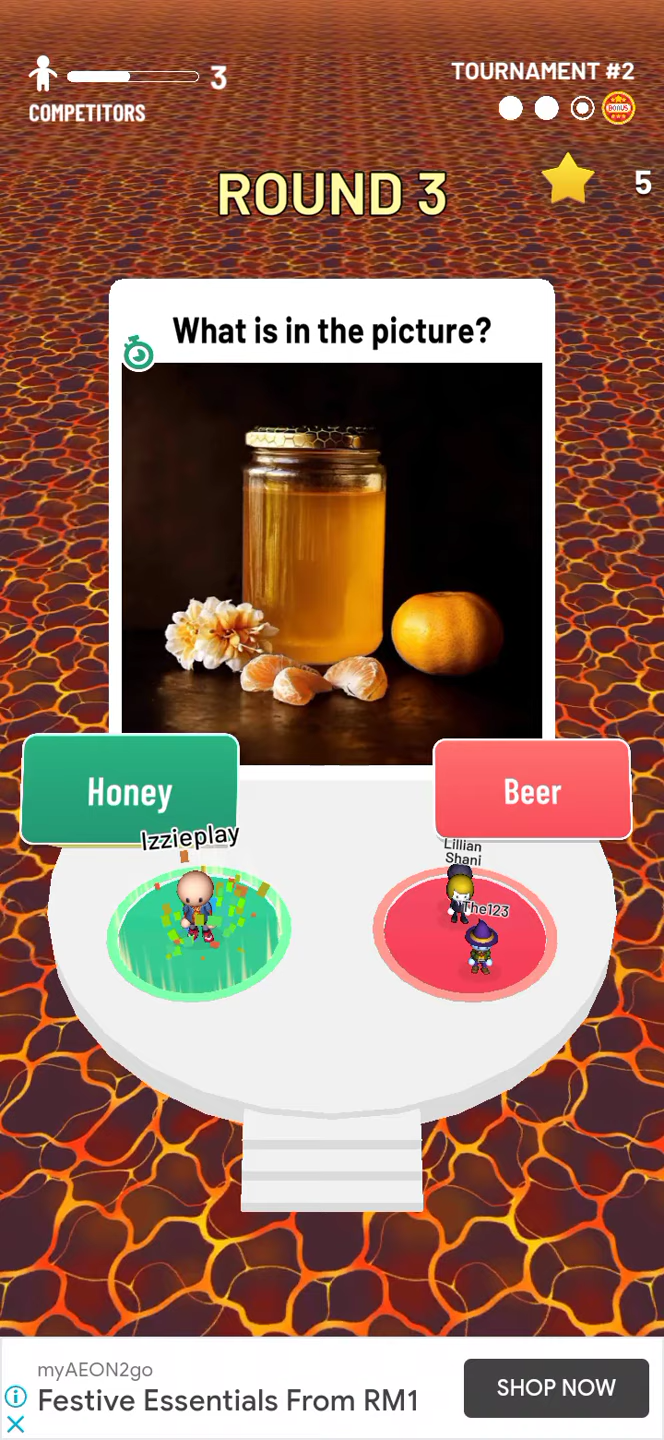 3
COMPETITORS
TOURNAMENT #2
BONUS
ROUND 3
5
What is in the picture?
Honey
Beer
Izzieplay
Lillian
Shani
The123
myAEON2go
Festive Essentials From RM1
SHOP NOW